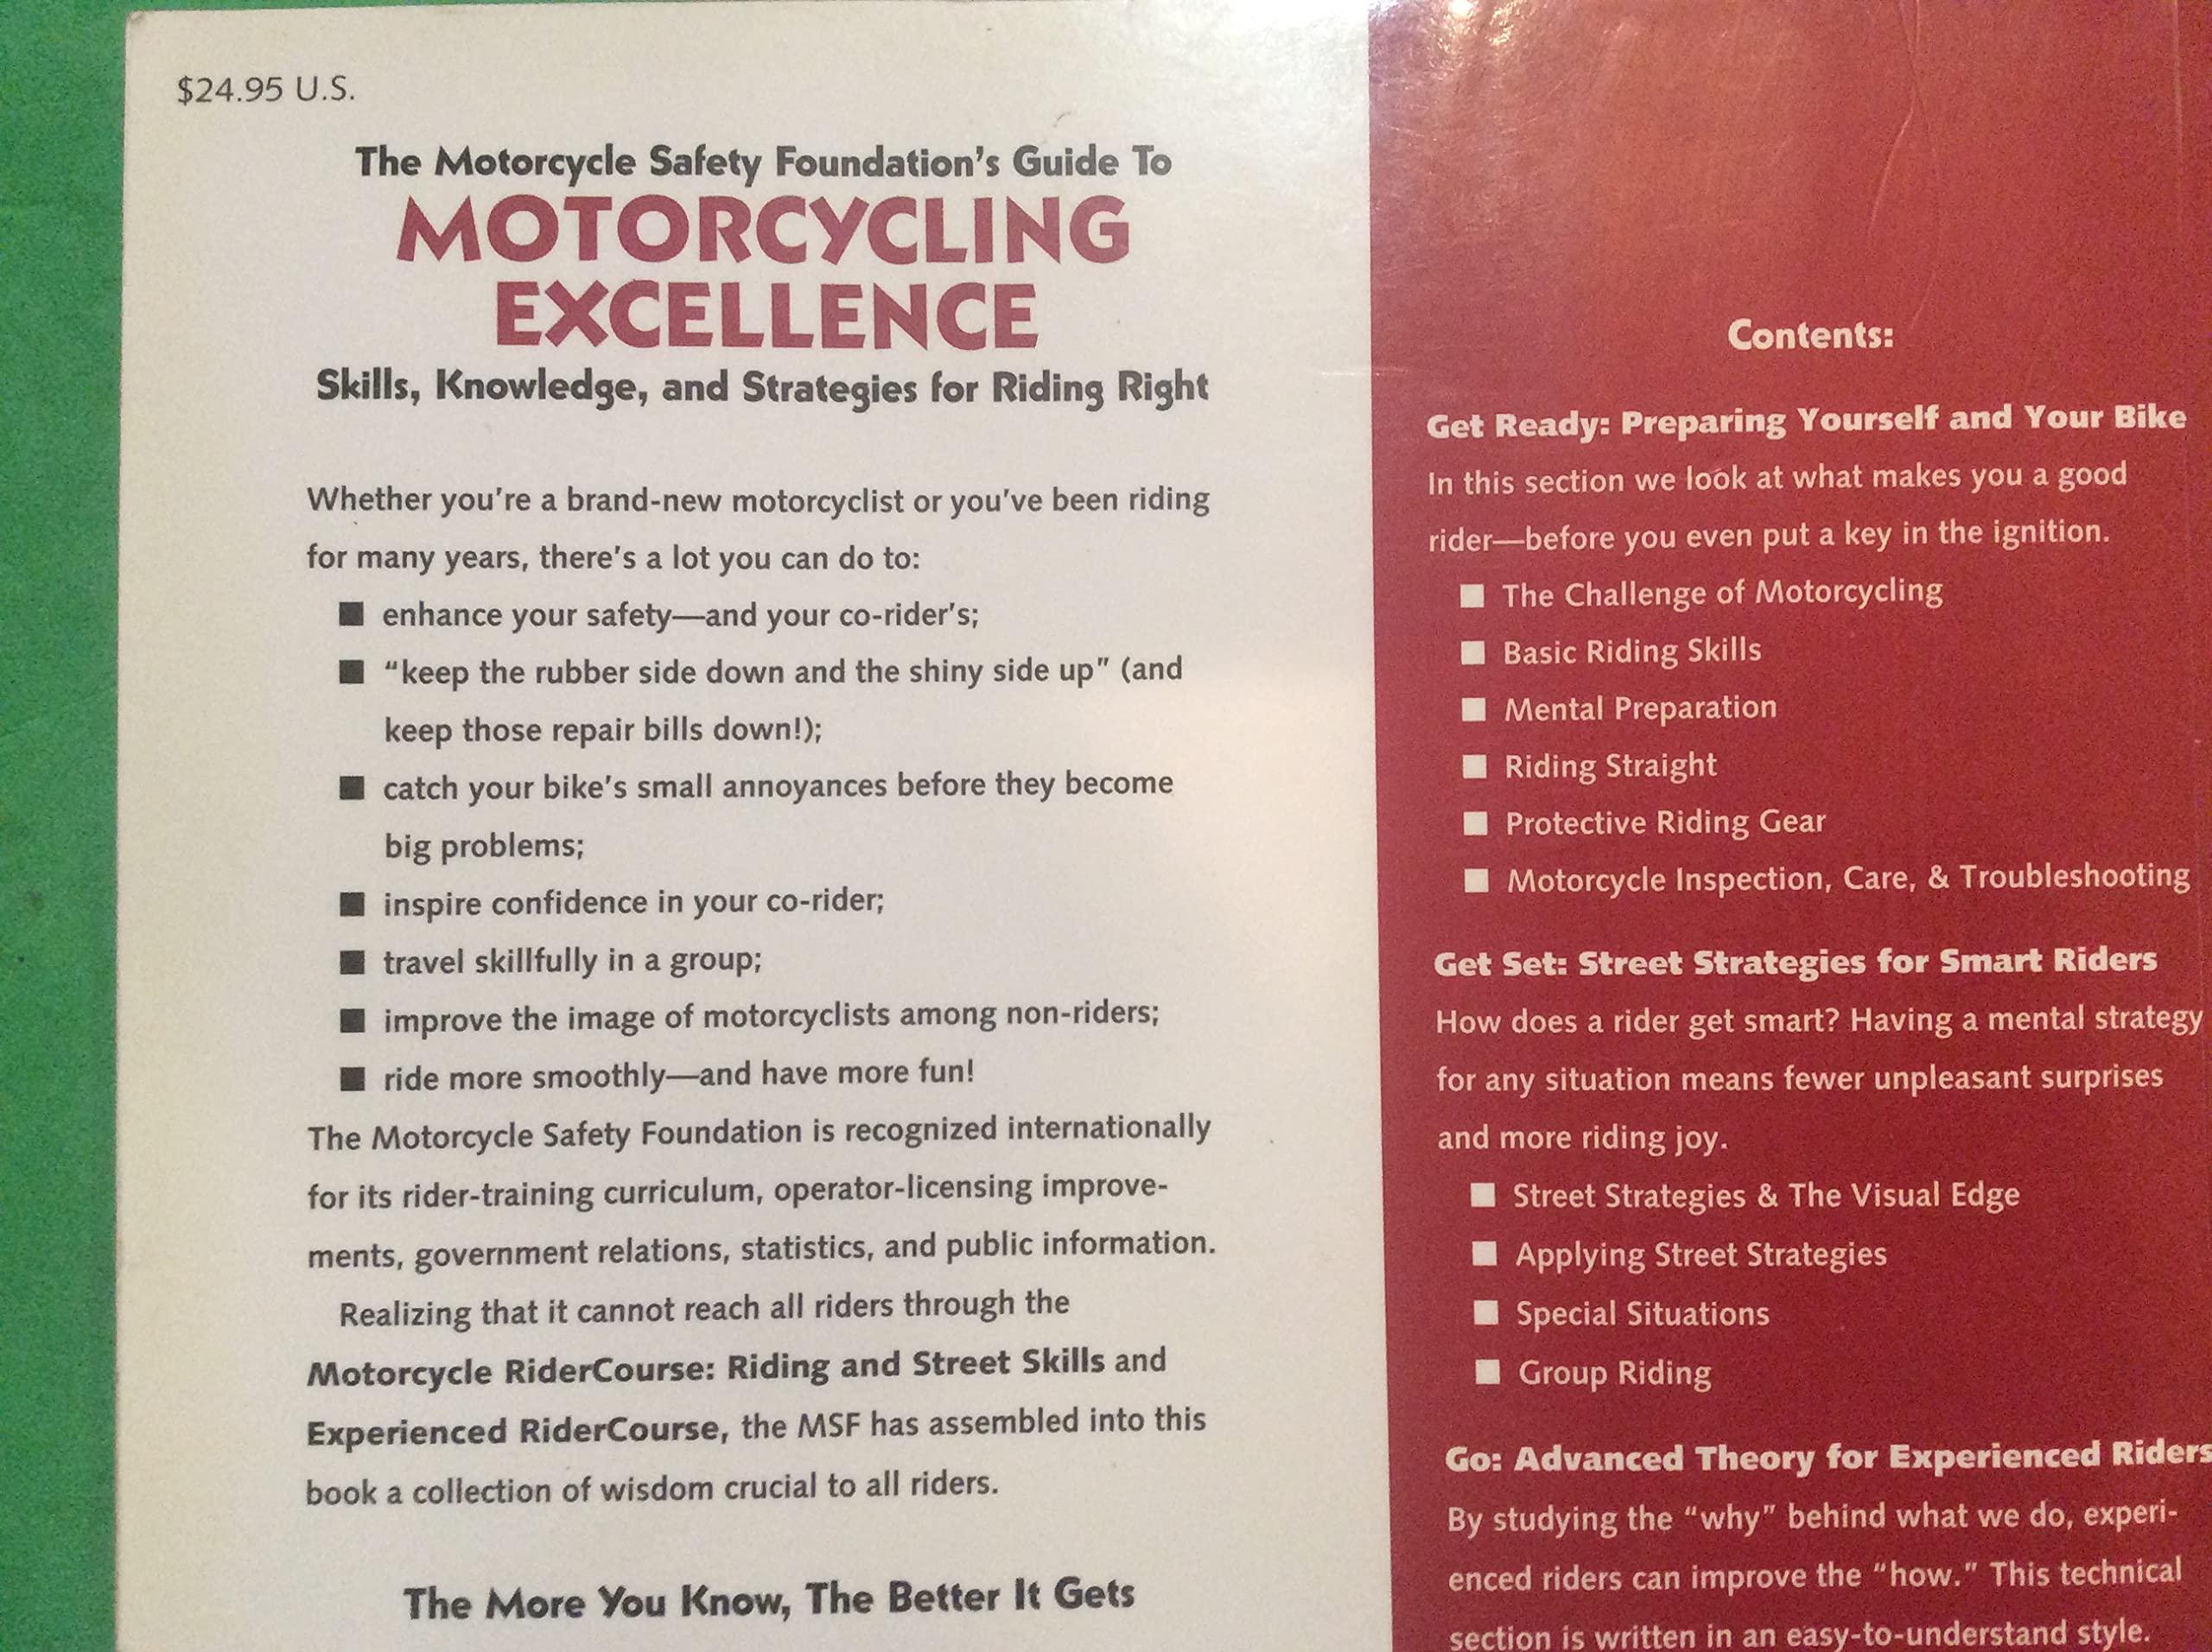 $24.95 U.S.
The Motorcycle Safety Foundation's Guide To
MOTORCYCLING
EXCELLENCE
Skills, Knowledge, and Strategies for Riding Right
Whether you're a brand-new motorcyclist or you've been riding
for many years, there's a lot you can do to:
■ enhance your safety—and your co-rider's;
■ “keep the rubber side down and the shiny side up” (and
keep those repair bills down!);
■ catch your bike's small annoyances before they become
big problems;
■ inspire confidence in your co-rider;
■ travel skillfully in a group;
■ improve the image of motorcyclists among non-riders;
■ ride more smoothly—and have more fun!
The Motorcycle Safety Foundation is recognized internationally
for its rider-training curriculum, operator-licensing improve-
ments, government relations, statistics, and public information.
Realizing that it cannot reach all riders through the
Motorcycle RiderCourse: Riding and Street Skills and
Experienced RiderCourse, the MSF has assembled into this
book a collection of wisdom crucial to all riders.
The More You Know, The Better It Gets
Contents:
Get Ready: Preparing Yourself and Your Bike
In this section we look at what makes you a good
rider—before you even put a key in the ignition.
■ The Challenge of Motorcycling
■ Basic Riding Skills
■ Mental Preparation
■ Riding Straight
■ Protective Riding Gear
■ Motorcycle Inspection, Care, & Troubleshooting
Get Set: Street Strategies for Smart Riders
How does a rider get smart? Having a mental strategy
for any situation means fewer unpleasant surprises
and more riding joy.
■ Street Strategies & The Visual Edge
■ Applying Street Strategies
■ Special Situations
■ Group Riding
Go: Advanced Theory for Experienced Riders
By studying the “why” behind what we do, experi-
enced riders can improve the “how.” This technical
section is written in an easy-to-understand style.